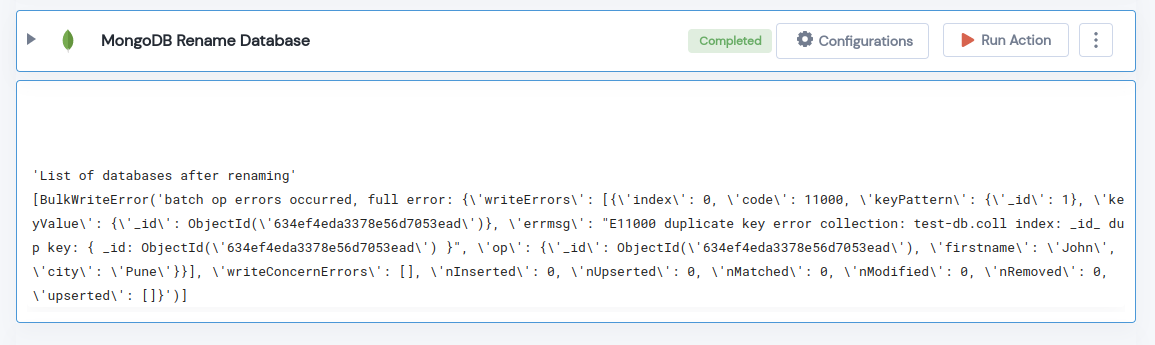 MongoDB Rename Database
Completed
Configurations
Run Action
'List of databases after renaming'
[BulkWriteError('batch op errors occurred, full error: {\'writeErrors\': [{\'index\': 0, \'code\': 11000, \'keyPattern\': {\'_id\': 1}, \'ke
yValue\': {\'_id\': ObjectId(\'634ef4eda3378e56d7053ead\')}, \'errmsg\': "E11000 duplicate key error collection: test-db.coll index: _id_ du
p key: { _id: ObjectId(\'634ef4eda3378e56d7053ead\') }", \'op\': {\'_id\': ObjectId(\'634ef4eda3378e56d7053ead\'), \'firstname\': \'John\',
\'city\': \'Pune\'}}], \'writeConcernErrors\': [], \'nInserted\': 0, \'nUpserted\': 0, \'nMatched\': 0, \'nModified\': 0, \'nRemoved\': 0,
\'upserted\': []}')]